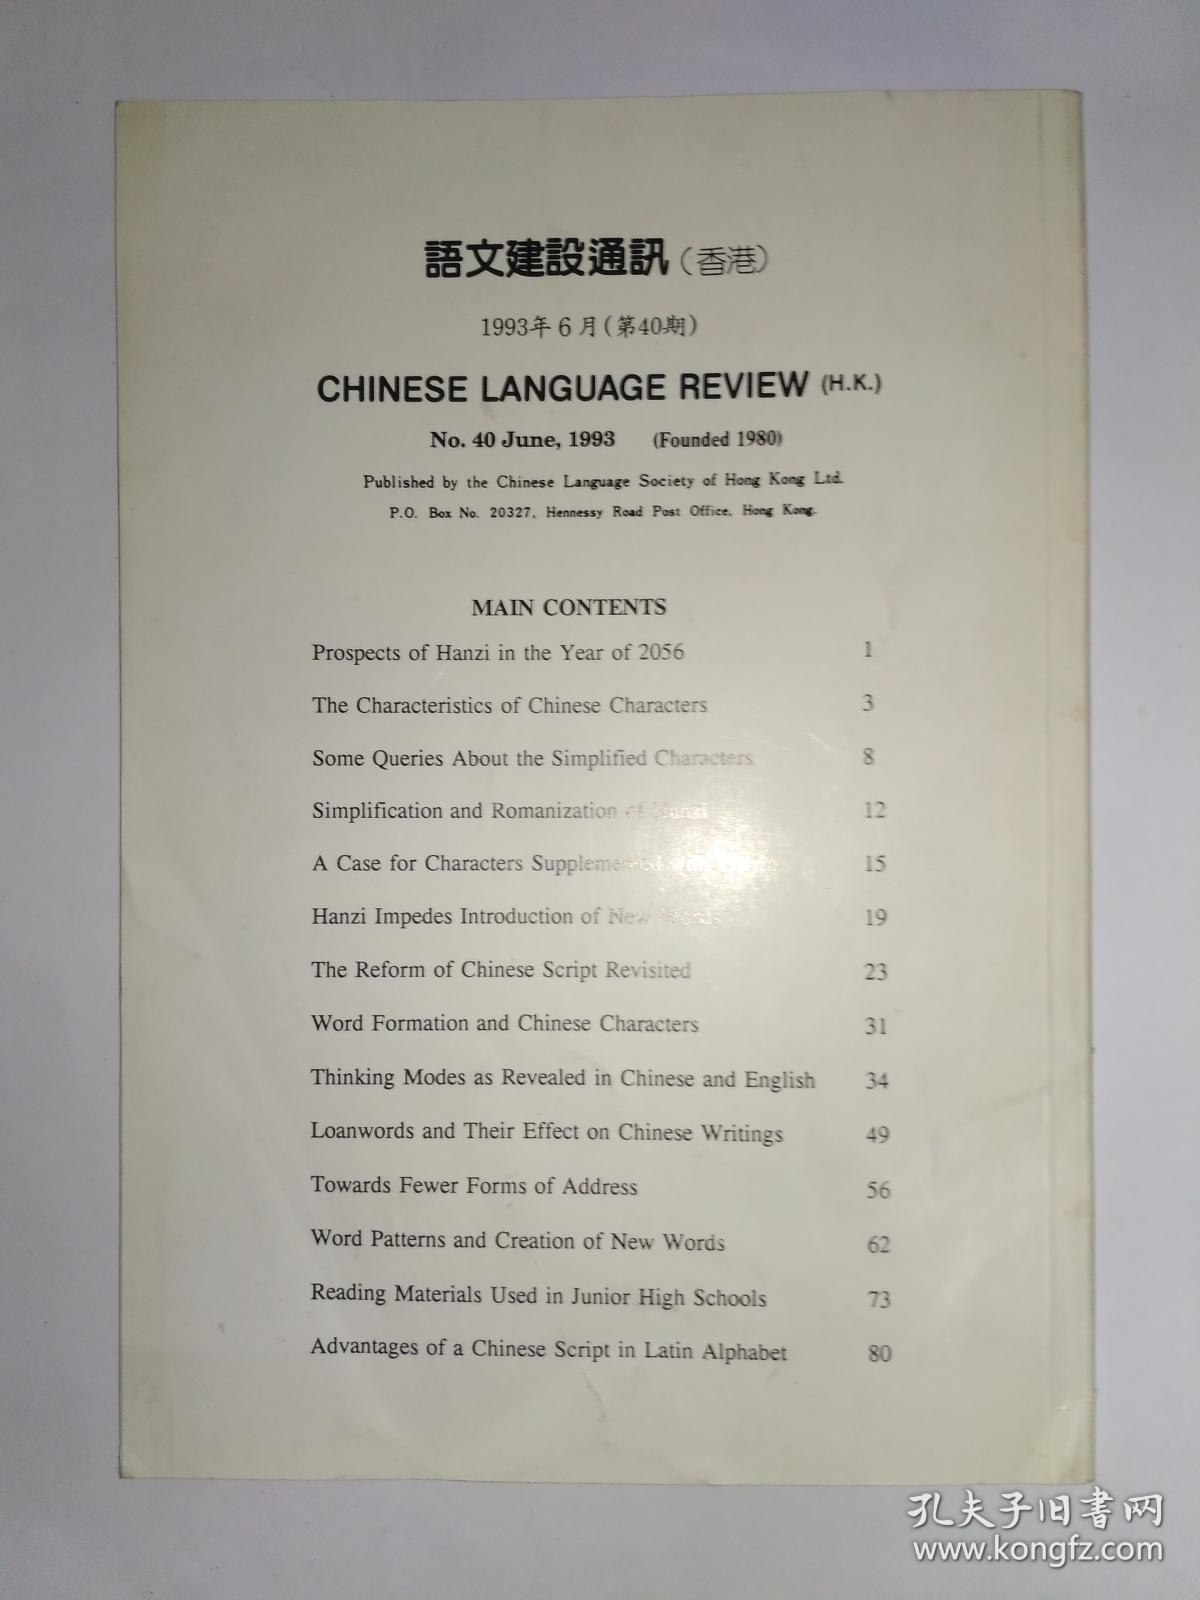 語文建設通訊(香港)
1993年6月(第40期)
CHINESE LANGUAGE REVIEW (H.K.)
No. 40 June, 1993 (Founded 1980)
Published by the Chinese Language Society of Hong Kong Ltd.
P.O. Box No. 20327, Hennessy Road Post Office, Hong Kong.
MAIN CONTENTS
Prospects of Hanzi in the Year of 2056 1
The Characteristics of Chinese Characters 3
Some Queries About the Simplified Characters 8
Simplification and Romanization of Hanzi 12
A Case for Characters 15
Hanzi Impedes Introduction of New Words 19
The Reform of Chinese Script Revisited 23
Word Formation and Chinese Characters 31
Thinking Modes as Revealed in Chinese and English 34
Loanwords and Their Effect on Chinese Writings 49
Towards Fewer Forms of Address 56
Word Patterns and Creation of New Words 62
Reading Materials Used in Junior High Schools 73
Advantages of a Chinese Script in Latin Alphabet 80
孔夫子旧书网
www.kongfz.com